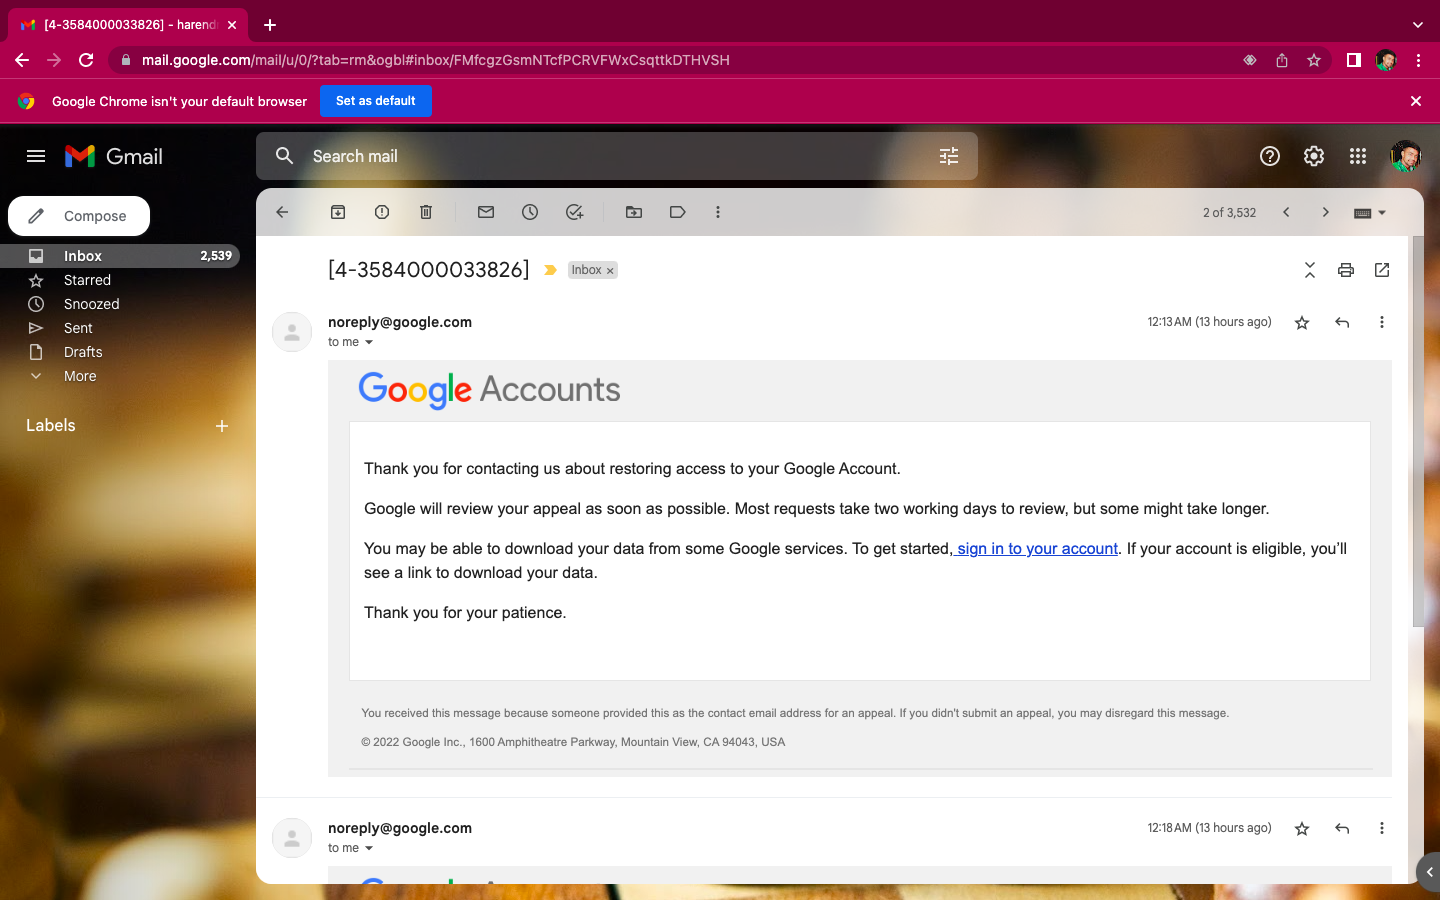 [4-3584000033826] - harend
mail.google.com/mail/u/0/?tab=rm&ogbl#inbox/FMfcgzGsmNTcfPCRVFWxCsqttkDTHVSH
Google Chrome isn't your default browser Set as default
Gmail
Search mail
Compose
2 of 3,532
Inbox 2,539
Starred
Snoozed
Sent
Drafts
More
Labels
[4-3584000033826] Inbox ×
noreply@google.com 12:13 AM (13 hours ago)
to me
Google Accounts
Thank you for contacting us about restoring access to your Google Account.
Google will review your appeal as soon as possible. Most requests take two working days to review, but some might take longer.
You may be able to download your data from some Google services. To get started, sign in to your account. If your account is eligible, you’ll
see a link to download your data.
Thank you for your patience.
You received this message because someone provided this as the contact email address for an appeal. If you didn't submit an appeal, you may disregard this message.
© 2022 Google Inc., 1600 Amphitheatre Parkway, Mountain View, CA 94043, USA
noreply@google.com 12:18 AM (13 hours ago)
to me